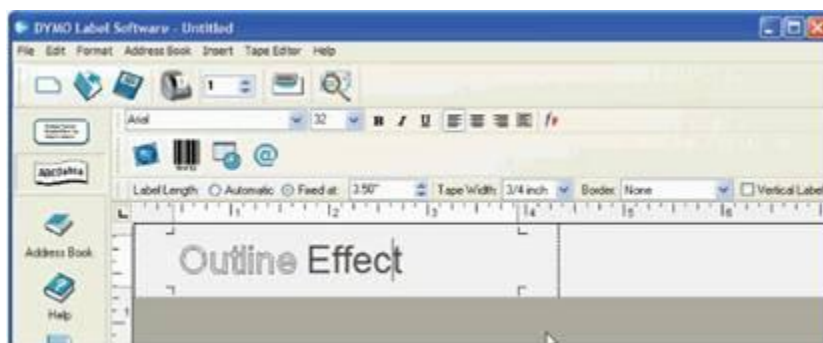 DYMO Label Software - Untitled
File Edit Format Address Book Insert Tape Editor Help
1
Arial 32 B I U
Label Length: Automatic Fixed at: 3.50" Tape Width: 3/4 inch Border: None Vertical Label
1 2 3 4 5 6
Address Book
Outline Effect
Help
1